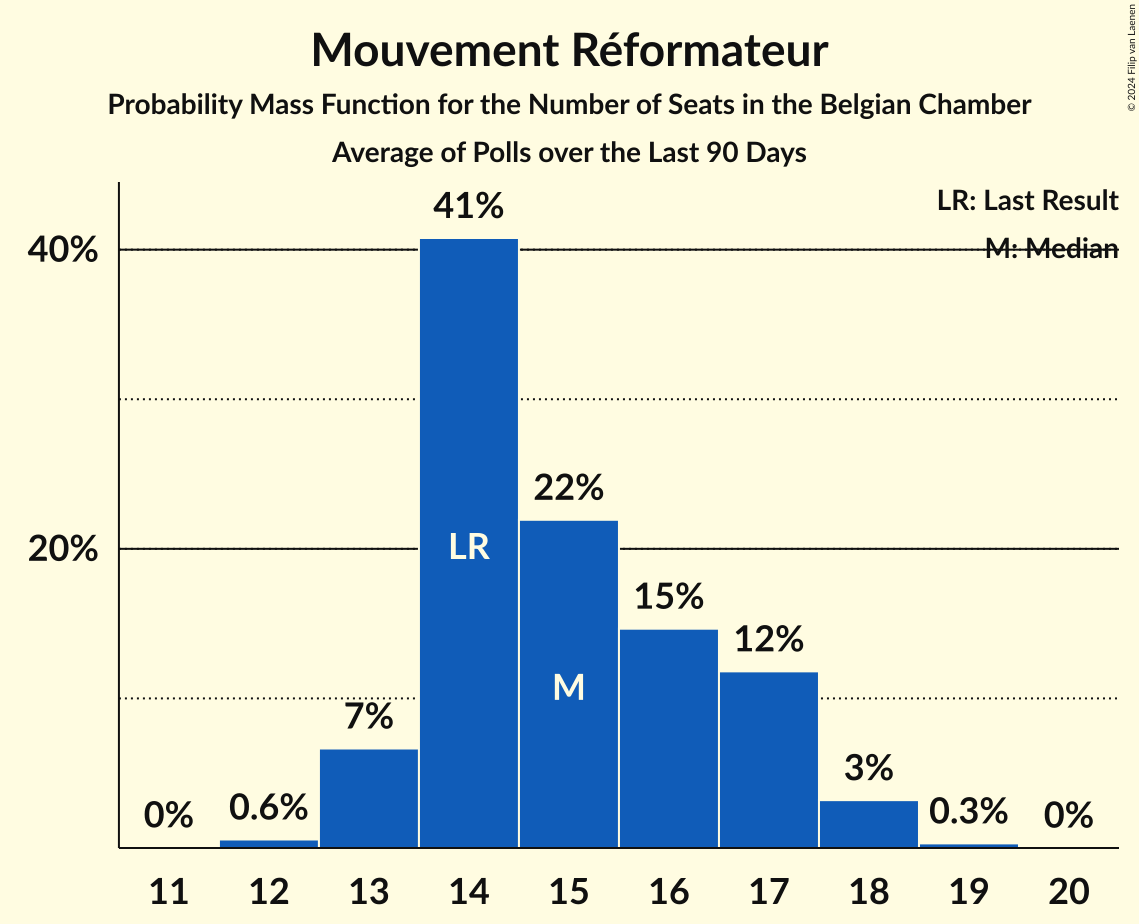 Mouvement Réformateur
Probability Mass Function for the Number of Seats in the Belgian Chamber
Average of Polls over the Last 90 Days
© 2024 Filip van Laenen
LR: Last Result
M: Median
40%
20%
0%
0.6%
7%
41%
22%
15%
12%
3%
0.3%
0%
LR
M
11 12 13 14 15 16 17 18 19 20